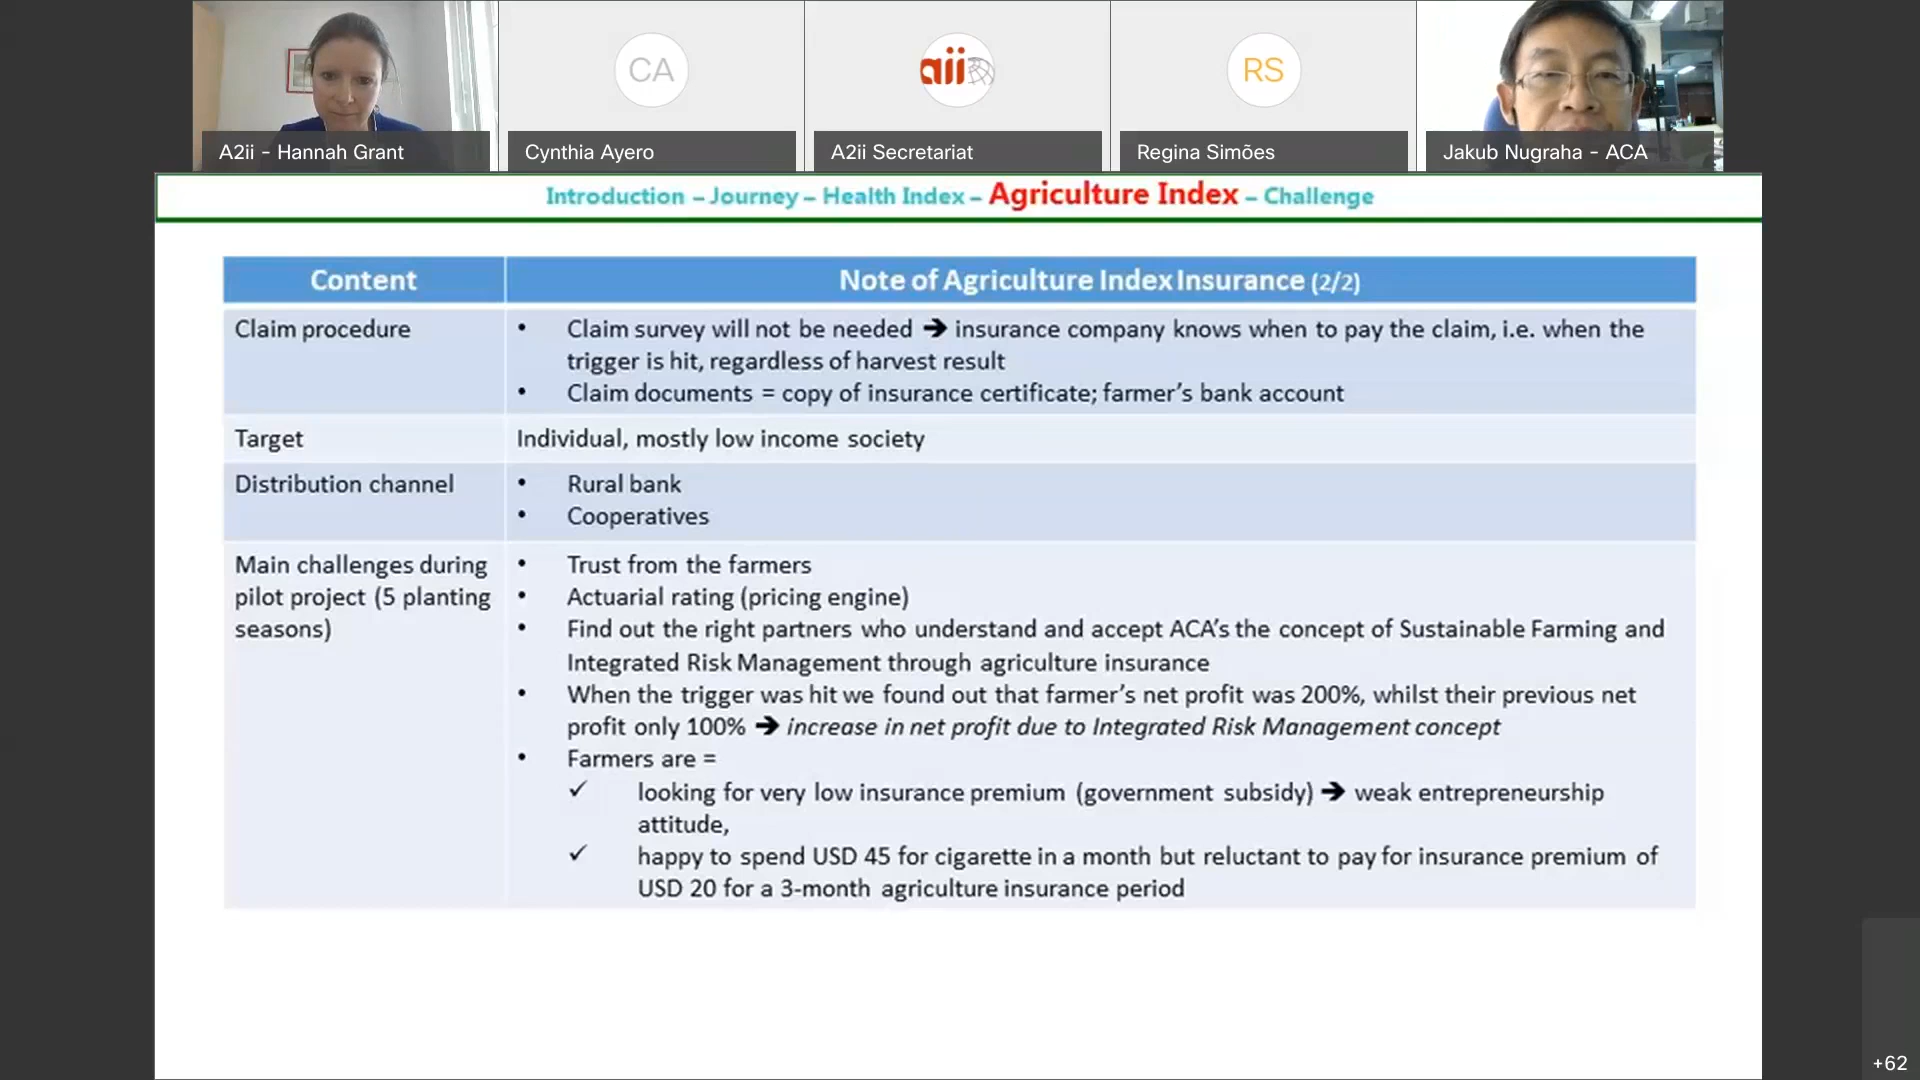 CA
aii
RS
A2ii - Hannah Grant
Cynthia Ayero
A2ii Secretariat
Regina Simões
Jakub Nugraha - ACA
Introduction – Journey – Health Index – Agriculture Index – Challenge
Content
Note of Agriculture Index Insurance (2/2)
Claim procedure
• Claim survey will not be needed ➔ insurance company knows when to pay the claim, i.e. when the
trigger is hit, regardless of harvest result
• Claim documents = copy of insurance certificate; farmer’s bank account
Target
Individual, mostly low income society
Distribution channel
• Rural bank
• Cooperatives
Main challenges during
pilot project (5 planting
seasons)
• Trust from the farmers
• Actuarial rating (pricing engine)
• Find out the right partners who understand and accept ACA’s the concept of Sustainable Farming and
Integrated Risk Management through agriculture insurance
• When the trigger was hit we found out that farmer’s net profit was 200%, whilst their previous net
profit only 100% ➔ increase in net profit due to Integrated Risk Management concept
• Farmers are =
✓ looking for very low insurance premium (government subsidy) ➔ weak entrepreneurship
attitude,
✓ happy to spend USD 45 for cigarette in a month but reluctant to pay for insurance premium of
USD 20 for a 3-month agriculture insurance period
+62